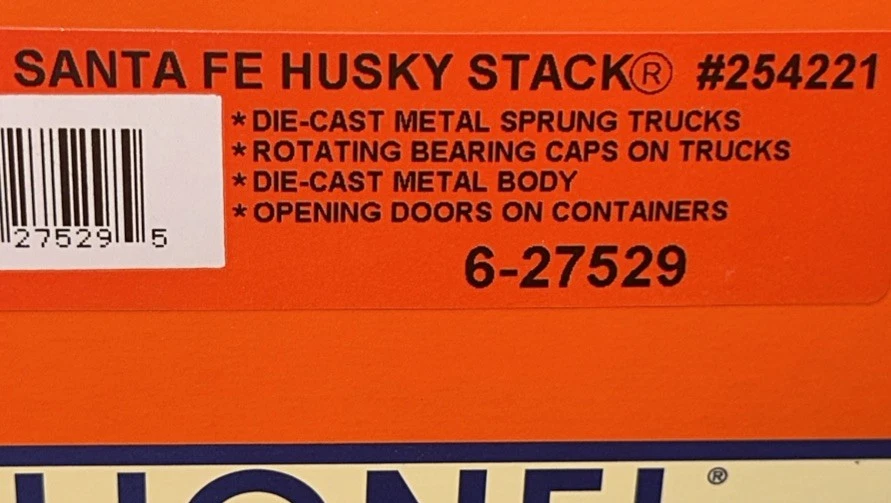 SANTA FE HUSKY STACK® #254221
* DIE-CAST METAL SPRUNG TRUCKS
* ROTATING BEARING CAPS ON TRUCKS
* DIE-CAST METAL BODY
* OPENING DOORS ON CONTAINERS
27529 5
6-27529
LIONEL®